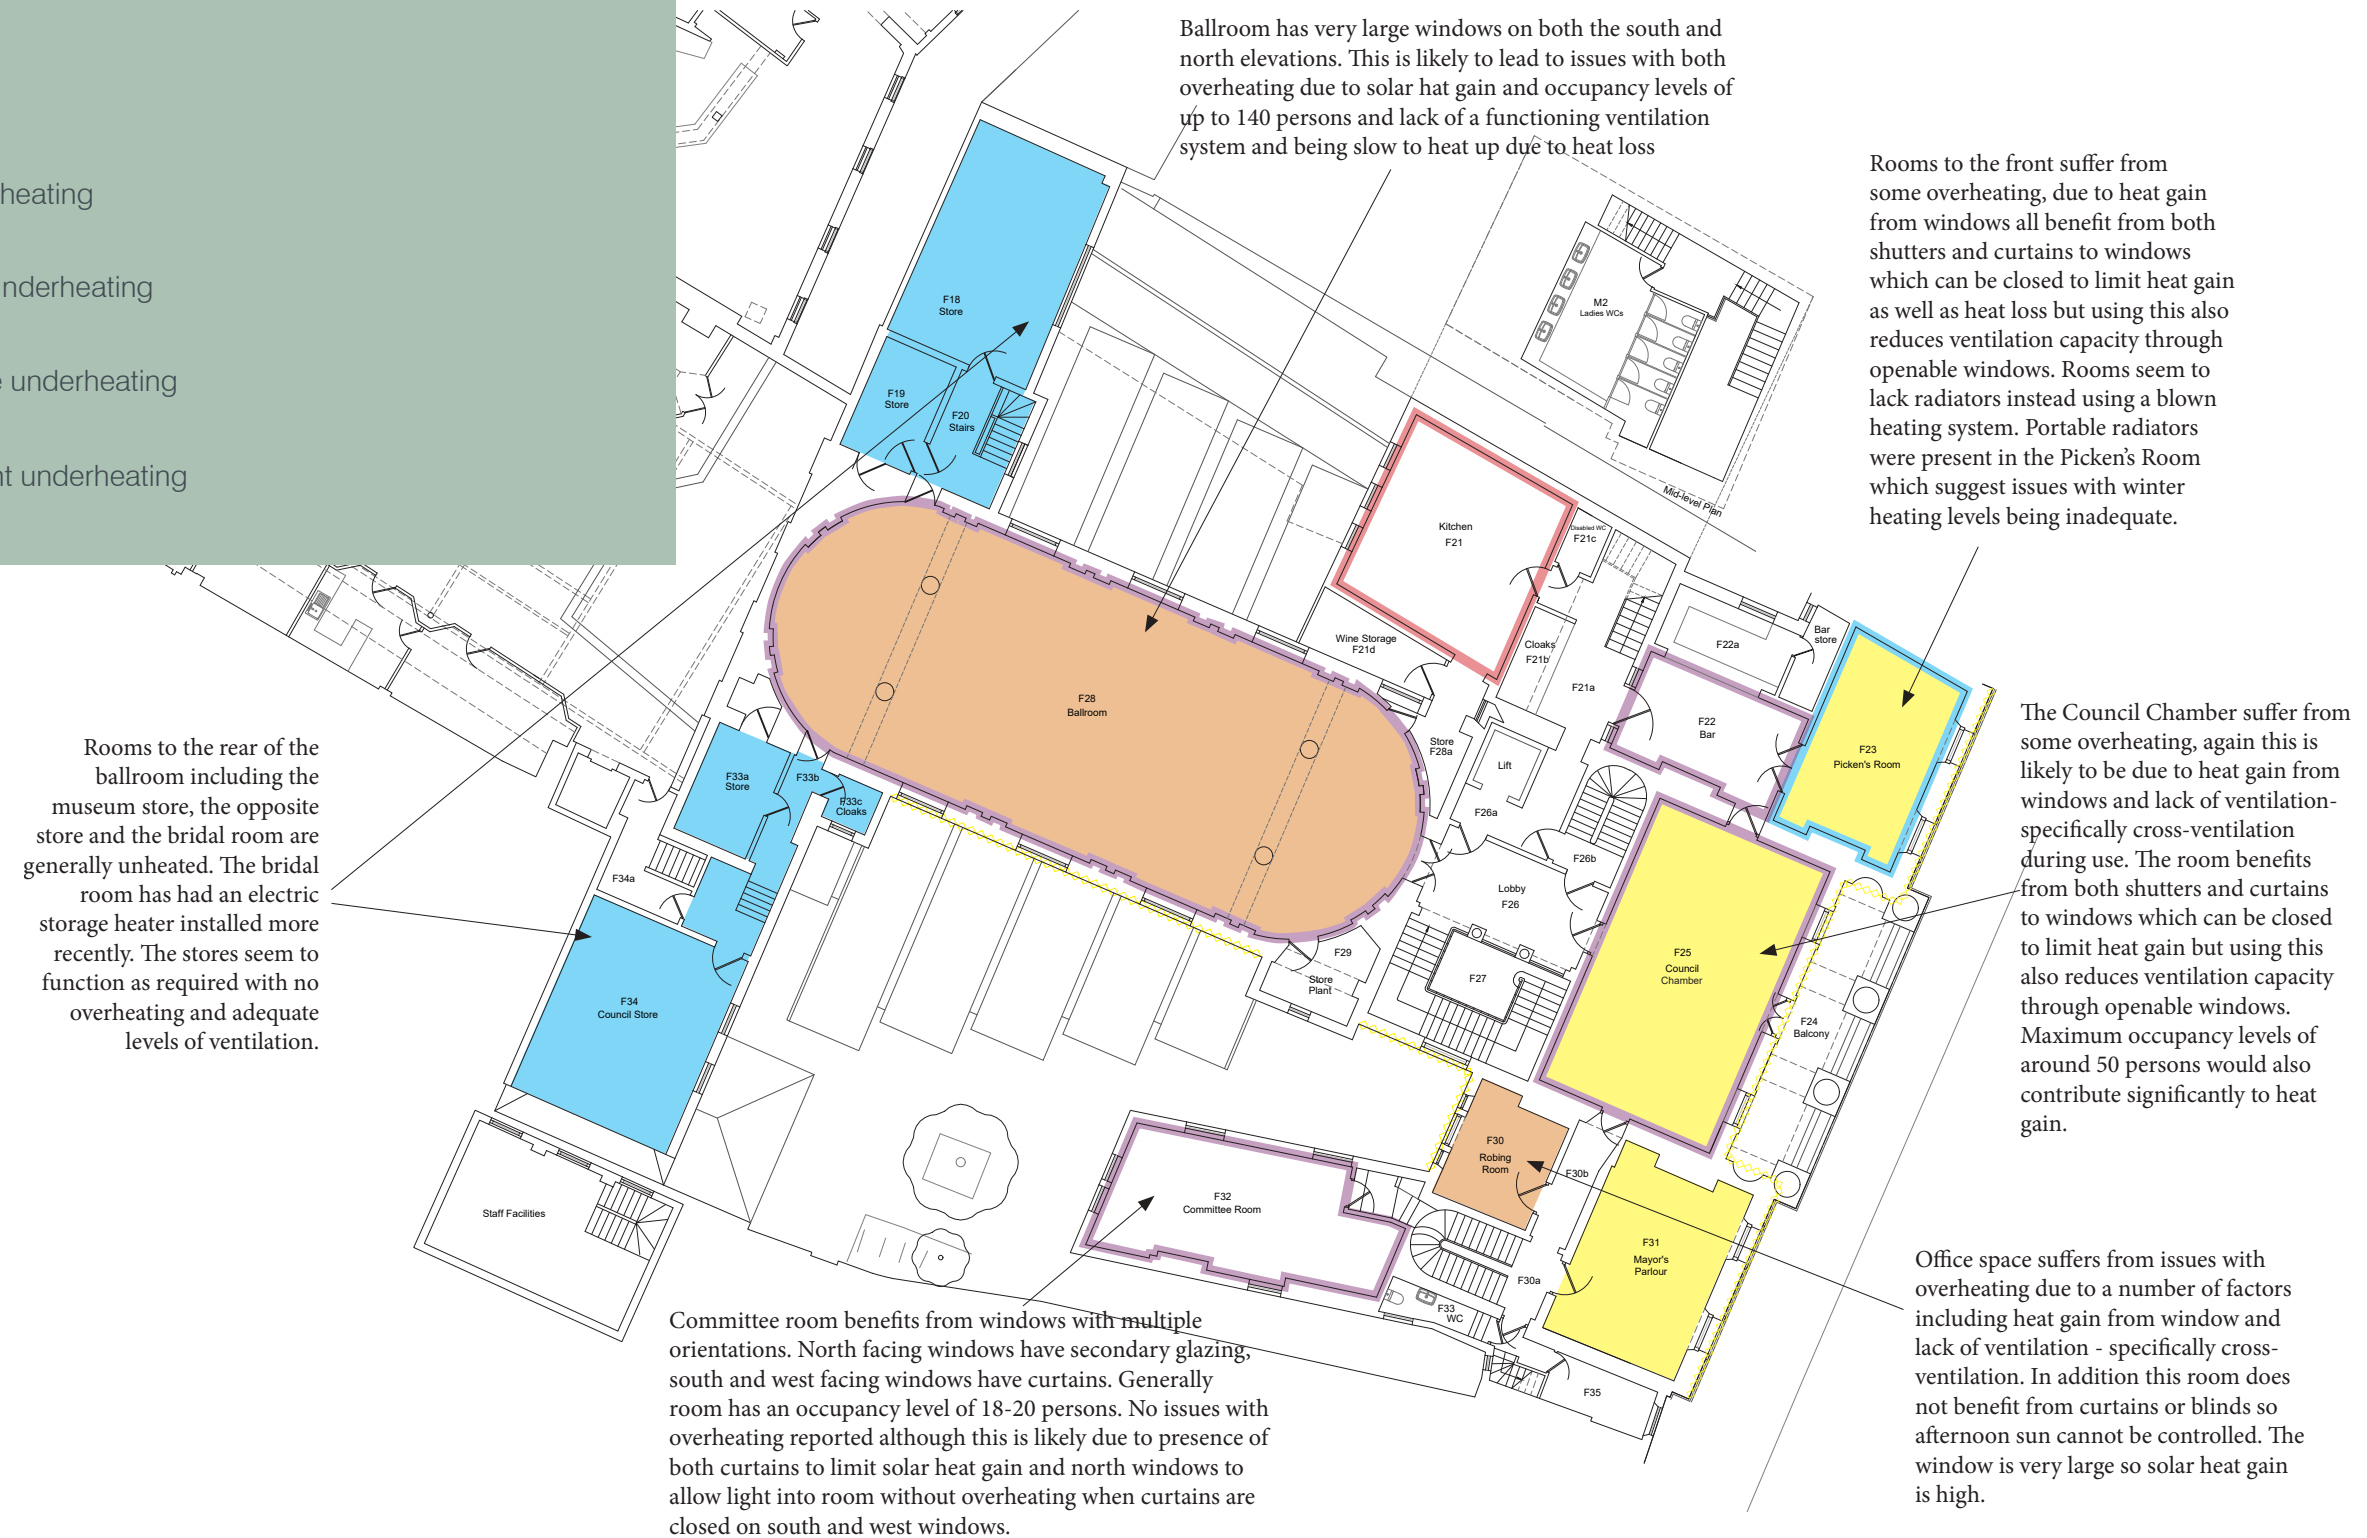 heating
nderheating
underheating
nt underheating
Ballroom has very large windows on both the south and
north elevations. This is likely to lead to issues with both
overheating due to solar hat gain and occupancy levels of
up to 140 persons and lack of a functioning ventilation
system and being slow to heat up due to heat loss
Rooms to the front suffer from
some overheating, due to heat gain
from windows all benefit from both
shutters and curtains to windows
which can be closed to limit heat gain
as well as heat loss but using this also
reduces ventilation capacity through
openable windows. Rooms seem to
lack radiators instead using a blown
heating system. Portable radiators
were present in the Picken's Room
which suggest issues with winter
heating levels being inadequate.
The Council Chamber suffer from
some overheating, again this is
likely to be due to heat gain from
windows and lack of ventilation-
specifically cross-ventilation
during use. The room benefits
from both shutters and curtains
to windows which can be closed
to limit heat gain but using this
also reduces ventilation capacity
through openable windows.
Maximum occupancy levels of
around 50 persons would also
contribute significantly to heat
gain.
Office space suffers from issues with
overheating due to a number of factors
including heat gain from window and
lack of ventilation - specifically cross-
ventilation. In addition this room does
not benefit from curtains or blinds so
afternoon sun cannot be controlled. The
window is very large so solar heat gain
is high.
Rooms to the rear of the
ballroom including the
museum store, the opposite
store and the bridal room are
generally unheated. The bridal
room has had an electric
storage heater installed more
recently. The stores seem to
function as required with no
overheating and adequate
levels of ventilation.
Committee room benefits from windows with multiple
orientations. North facing windows have secondary glazing,
south and west facing windows have curtains. Generally
room has an occupancy level of 18-20 persons. No issues with
overheating reported although this is likely due to presence of
both curtains to limit solar heat gain and north windows to
allow light into room without overheating when curtains are
closed on south and west windows.
F18
Store
F19
Store
F20
Stairs
M2
Ladies WCs
Mid-level Plan
Kitchen
F21
Disabled WC
F21c
Wine Storage
F21d
Cloaks
F21b
F21a
F22a
Bar
store
F22
Bar
F23
Picken's Room
F28
Ballroom
Store
F28a
Lift
F26a
F26b
Lobby
F26
F27
F25
Council
Chamber
F24
Balcony
F29
Store
Plant
F33a
Store
F33b
F33c
Cloaks
F34a
F34
Council Store
Staff Facilities
F32
Committee Room
F30
Robing
Room
F30b
F30a
F31
Mayor's
Parlour
F33
WC
F35